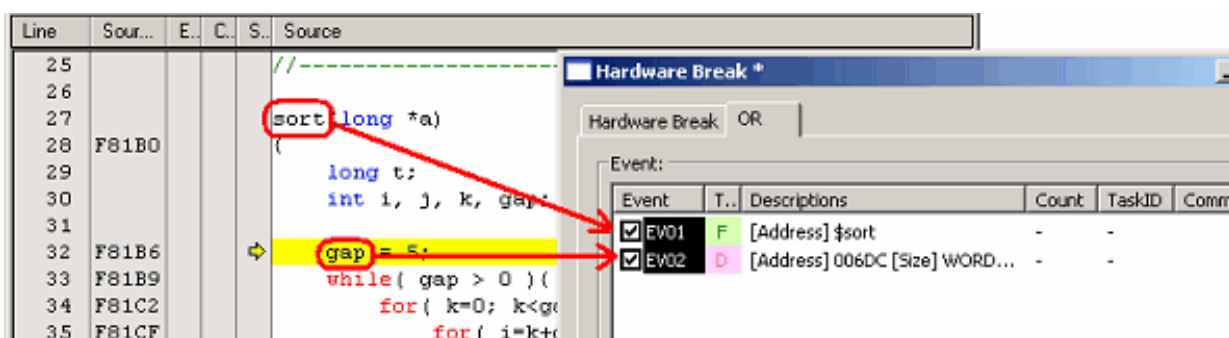 Line Sour... E.. C.. S.. Source
25 //--------------------
26
27 sort(long *a)
28 F81B0 {
29 long t;
30 int i, j, k, gap;
31
32 F81B6 gap = 5;
33 F81B9 while( gap > 0 ){
34 F81C2 for( k=0; k<g
35 F81CF for( i=k+
Hardware Break *
Hardware Break OR
Event:
Event T.. Descriptions Count TaskID Comm
EV01 F [Address] $sort - -
EV02 D [Address] 006DC [Size] WORD... - -